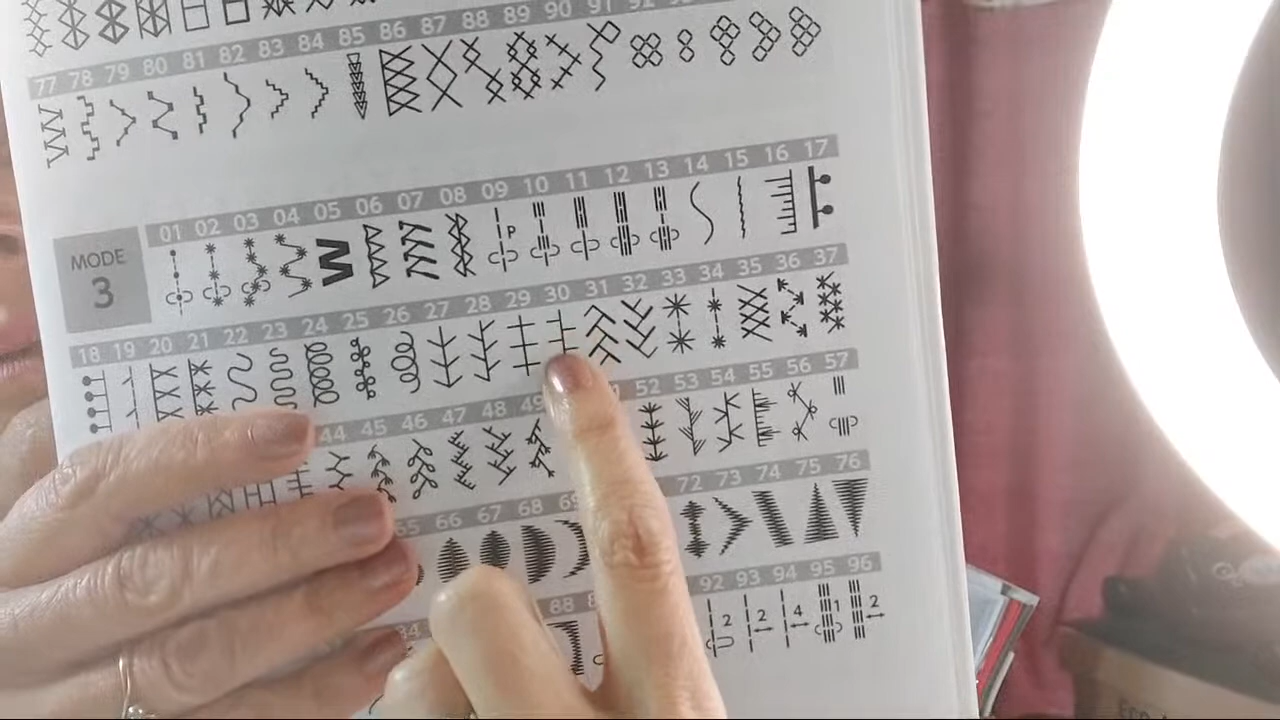 77 78 79 80 81 82 83 84 85 86 87 88 89 90 91
MODE 3
01 02 03 04 05 06 07 08 09 10 11 12 13 14 15 16 17
P
18 19 20 21 22 23 24 25 26 27 28 29 30 31 32 33 34 35 36 37
44 45 46 47 48 49 52 53 54 55 56 57
65 66 67 68 69 72 73 74 75 76
84 88 92 93 94 95 96
2 2 4 1 2